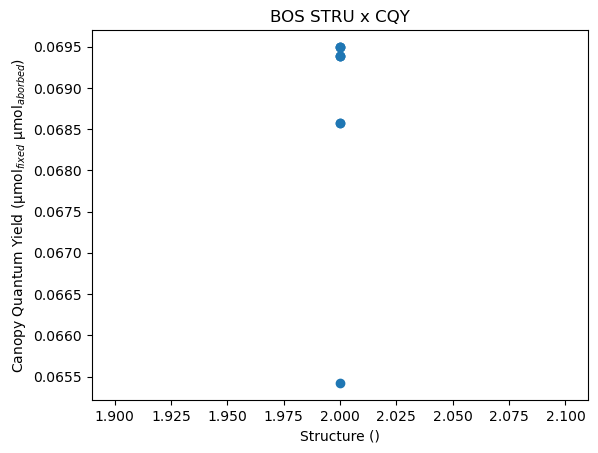 BOS STRU x CQY
Canopy Quantum Yield (µmol_fixed µmol_aborbed)
0.0695
0.0690
0.0685
0.0680
0.0675
0.0670
0.0665
0.0660
0.0655
1.900 1.925 1.950 1.975 2.000 2.025 2.050 2.075 2.100
Structure ()